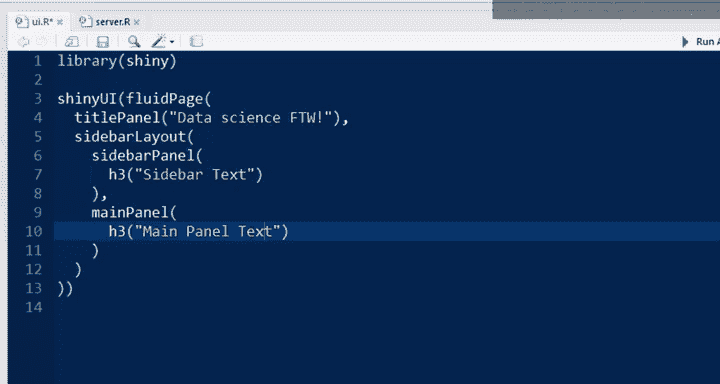 ui.R* × server.R ×
Run
1 library(shiny)
2
3 shinyUI(fluidPage(
4 titlePanel("Data science FTW!"),
5 sidebarLayout(
6 sidebarPanel(
7 h3("Sidebar Text")
8 ),
9 mainPanel(
10 h3("Main Panel Text")
11 )
12 )
13 ))
14